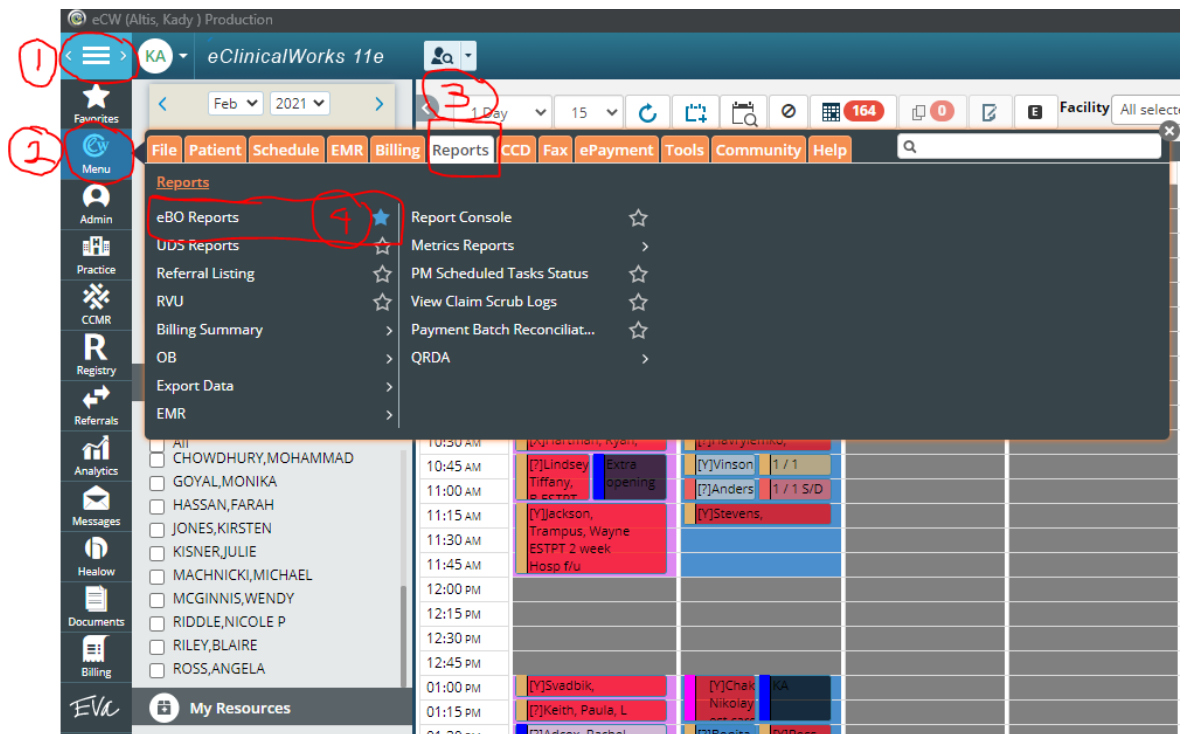 eCW (Altis, Kady ) Production
1
KA
eClinicalWorks 11e
Favorites
Feb 2021
3
1 Day 15 164 0 E Facility All selecte
2
Menu
File Patient Schedule EMR Billing Reports CCD Fax ePayment Tools Community Help
Reports
eBO Reports 4
UDS Reports
Referral Listing
RVU
Billing Summary
OB
Export Data
EMR
Report Console
Metrics Reports
PM Scheduled Tasks Status
View Claim Scrub Logs
Payment Batch Reconciliat...
QRDA
Admin
Practice
CCMR
R
Registry
Referrals
Analytics
Messages
Healow
Documents
Billing
EVA
All
CHOWDHURY,MOHAMMAD
GOYAL,MONIKA
HASSAN,FARAH
JONES,KIRSTEN
KISNER,JULIE
MACHNICKI,MICHAEL
MCGINNIS,WENDY
RIDDLE,NICOLE P
RILEY,BLAIRE
ROSS,ANGELA
My Resources
10:30 AM
10:45 AM
11:00 AM
11:15 AM
11:30 AM
11:45 AM
12:00 PM
12:15 PM
12:30 PM
12:45 PM
01:00 PM
01:15 PM
[X]Hartman, Ryan,
[?]Lindsey
Tiffany,
Extra
opening
[Y]Jackson,
Trampus, Wayne
ESTPT 2 week
Hosp f/u
[Y]Svadbik,
[?]Keith, Paula, L
[?]Adcox, Rachel
[Y]Vinson 1 / 1
[?]Anders 1 / 1 S/D
[Y]Stevens,
[Y]Chak
Nikolay
KA